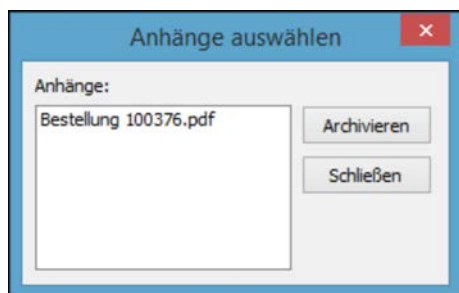 Anhänge auswählen
Anhänge:
Bestellung 100376.pdf
Archivieren
Schließen